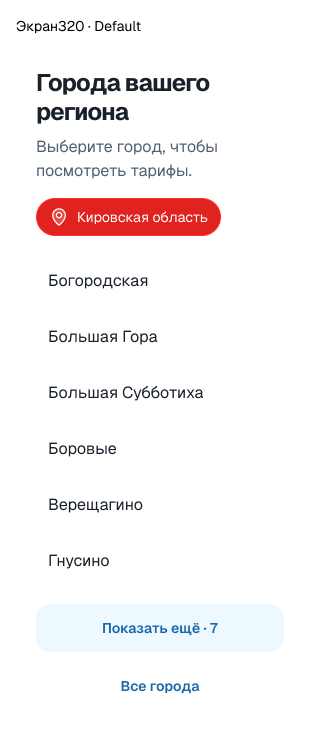 Экран320 · Default
Города вашего
региона
Выберите город, чтобы
посмотреть тарифы.
Кировская область
Богородская
Большая Гора
Большая Субботиха
Боровые
Верещагино
Гнусино
Показать ещё · 7
Все города